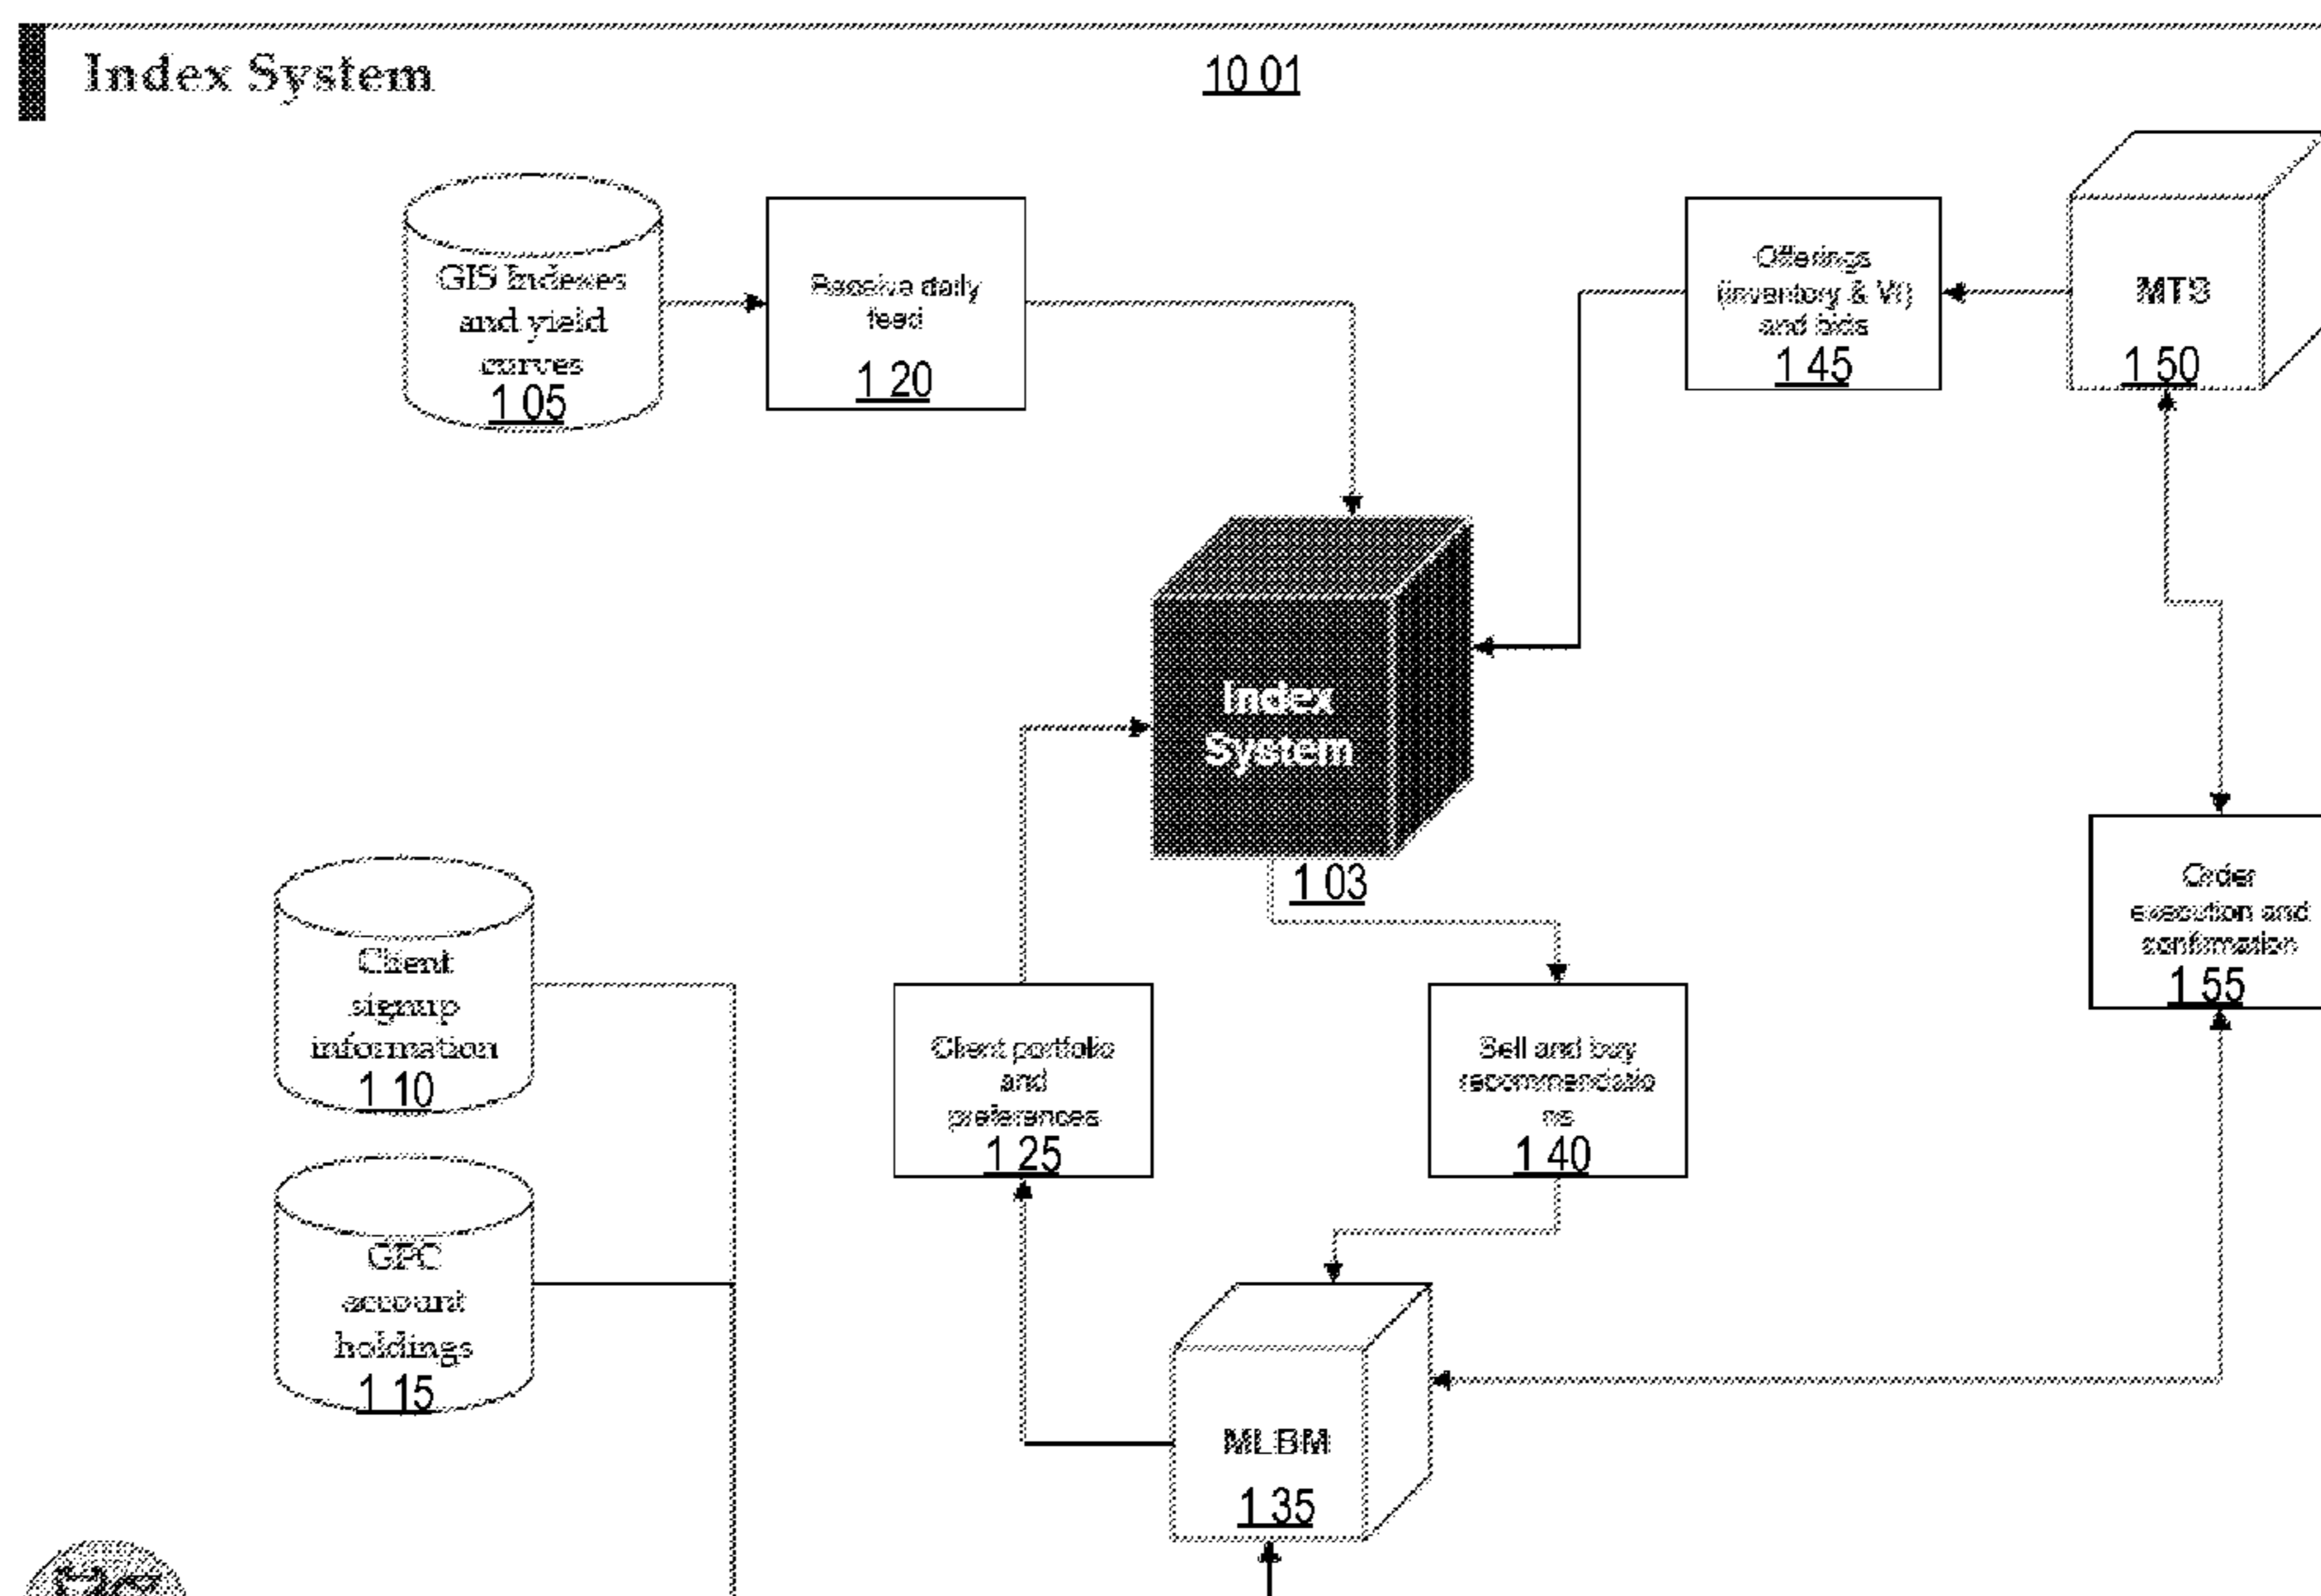 Index System
10 01
GIS Indexes
and yield
curves
1 05
Receive daily
feed
1 20
Offerings
(inventory & VI)
and bids
1 45
MTS
1 50
Index
System
1 03
Client
signup
information
1 10
Client portfolio
and
preferences
1 25
Sell and buy
recommendatio
ns
1 40
Order
execution and
confirmation
1 55
GPC
account
holdings
1 15
MLBM
1 35